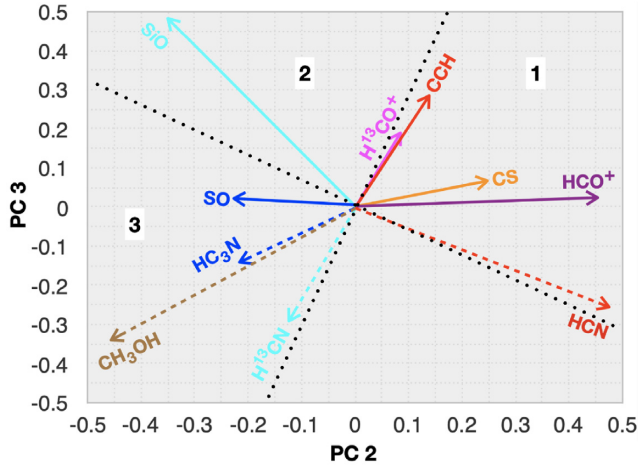 0.5
0.4
0.3
0.2
0.1
0
-0.1
-0.2
-0.3
-0.4
-0.5
PC 3
SiO
2
1
CCH
H¹³CO⁺
CS
HCO⁺
SO
3
HC₃N
CH₃OH
H¹³CN
HCN
-0.5 -0.4 -0.3 -0.2 -0.1 0 0.1 0.2 0.3 0.4 0.5
PC 2